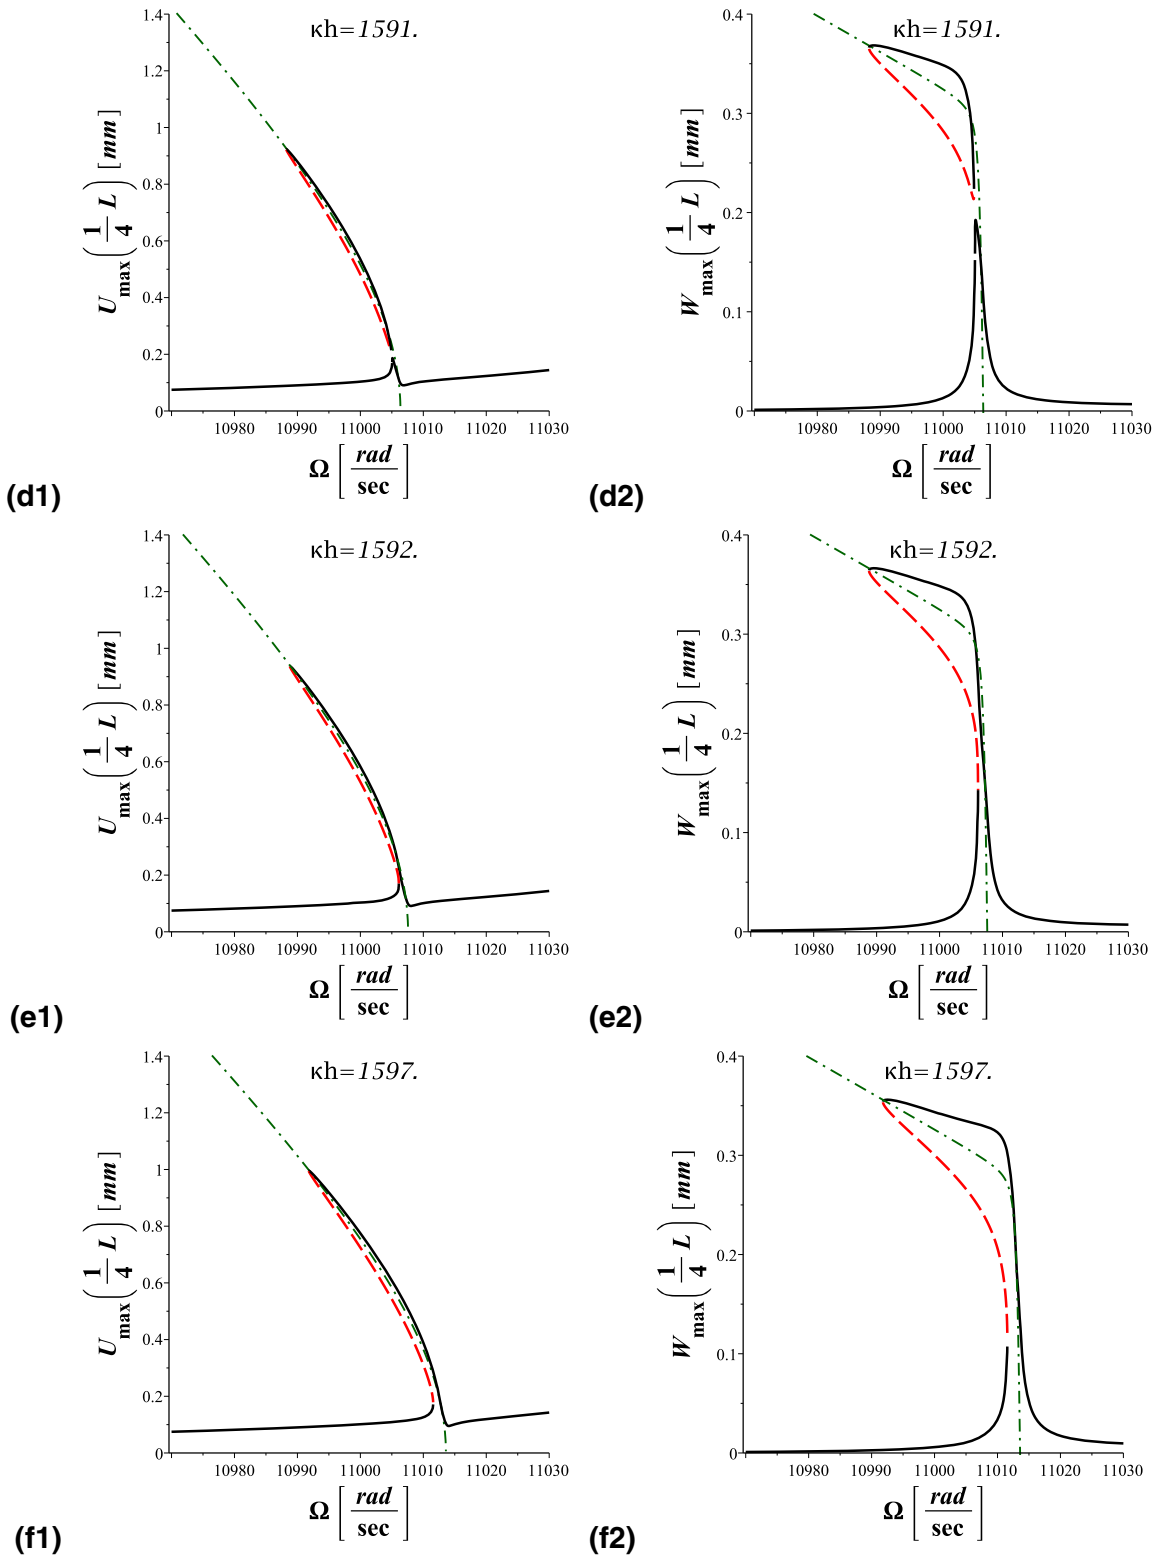 κh=1591.
1.4
1.2
1
0.8
0.6
0.4
0.2
0
U max (1/4 L) [mm]
10980 10990 11000 11010 11020 11030
Ω [rad/sec]
(d1)
κh=1591.
0.4
0.3
0.2
0.1
0
W max (1/4 L) [mm]
10980 10990 11000 11010 11020 11030
Ω [rad/sec]
(d2)
κh=1592.
1.4
1.2
1
0.8
0.6
0.4
0.2
0
U max (1/4 L) [mm]
10980 10990 11000 11010 11020 11030
Ω [rad/sec]
(e1)
κh=1592.
0.4
0.3
0.2
0.1
0
W max (1/4 L) [mm]
10980 10990 11000 11010 11020 11030
Ω [rad/sec]
(e2)
κh=1597.
1.4
1.2
1
0.8
0.6
0.4
0.2
0
U max (1/4 L) [mm]
10980 10990 11000 11010 11020 11030
Ω [rad/sec]
(f1)
κh=1597.
0.4
0.3
0.2
0.1
0
W max (1/4 L) [mm]
10980 10990 11000 11010 11020 11030
Ω [rad/sec]
(f2)